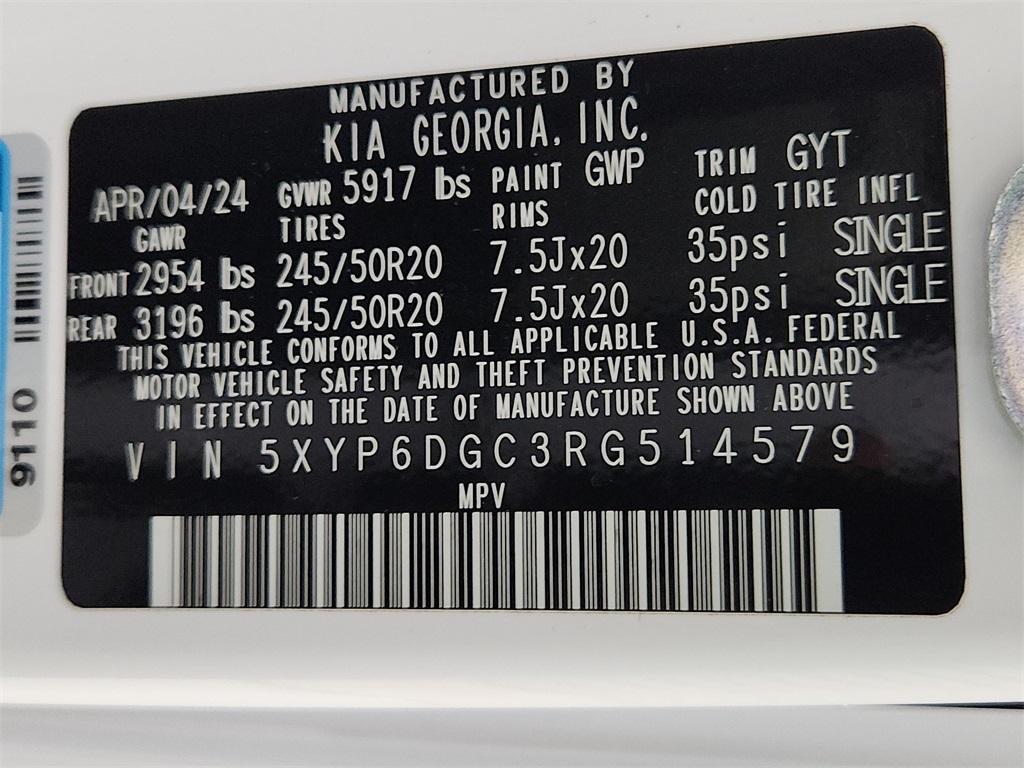 MANUFACTURED BY
KIA GEORGIA, INC.
APR/04/24 GVWR 5917 lbs PAINT GWP TRIM GYT
GAWR TIRES RIMS COLD TIRE INFL
FRONT 2954 lbs 245/50R20 7.5Jx20 35psi SINGLE
REAR 3196 lbs 245/50R20 7.5Jx20 35psi SINGLE
THIS VEHICLE CONFORMS TO ALL APPLICABLE U.S.A. FEDERAL
MOTOR VEHICLE SAFETY AND THEFT PREVENTION STANDARDS
IN EFFECT ON THE DATE OF MANUFACTURE SHOWN ABOVE
VIN 5XYP6DGC3RG514579
MPV
9110